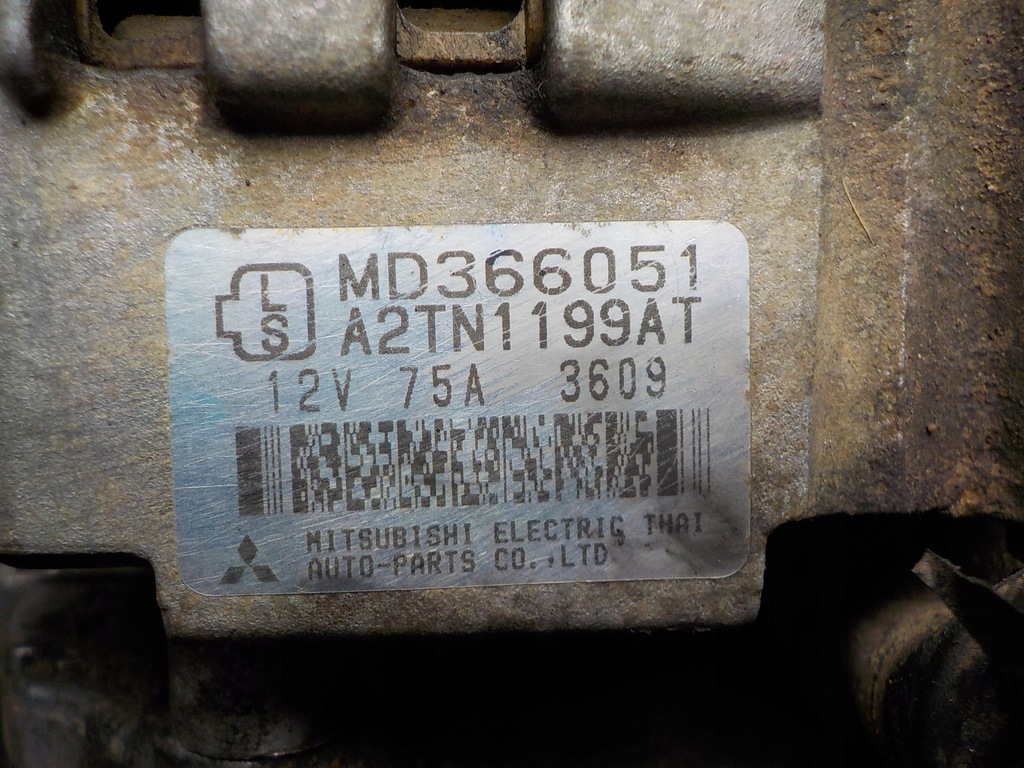 L
S
MD366051
A2TN1199AT
12V 75A 3609
MITSUBISHI ELECTRIC THAI
AUTO-PARTS CO.,LTD